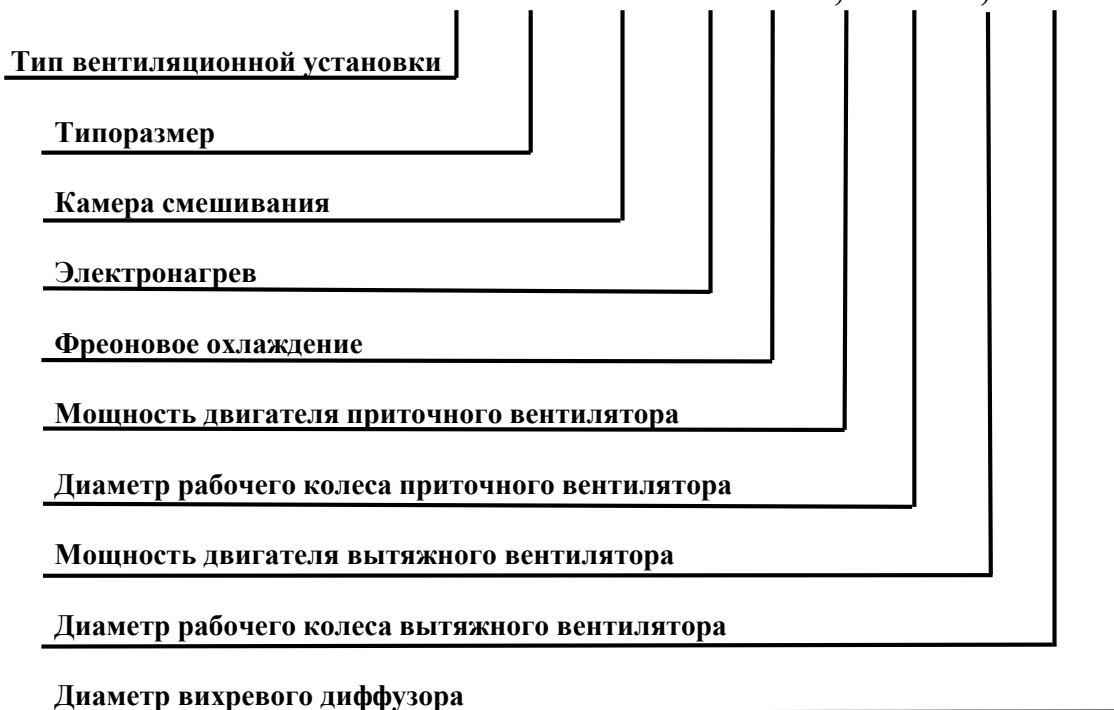 Тип вентиляционной установки
Типоразмер
Камера смешивания
Электронагрев
Фреоновое охлаждение
Мощность двигателя приточного вентилятора
Диаметр рабочего колеса приточного вентилятора
Мощность двигателя вытяжного вентилятора
Диаметр рабочего колеса вытяжного вентилятора
Диаметр вихревого диффузора